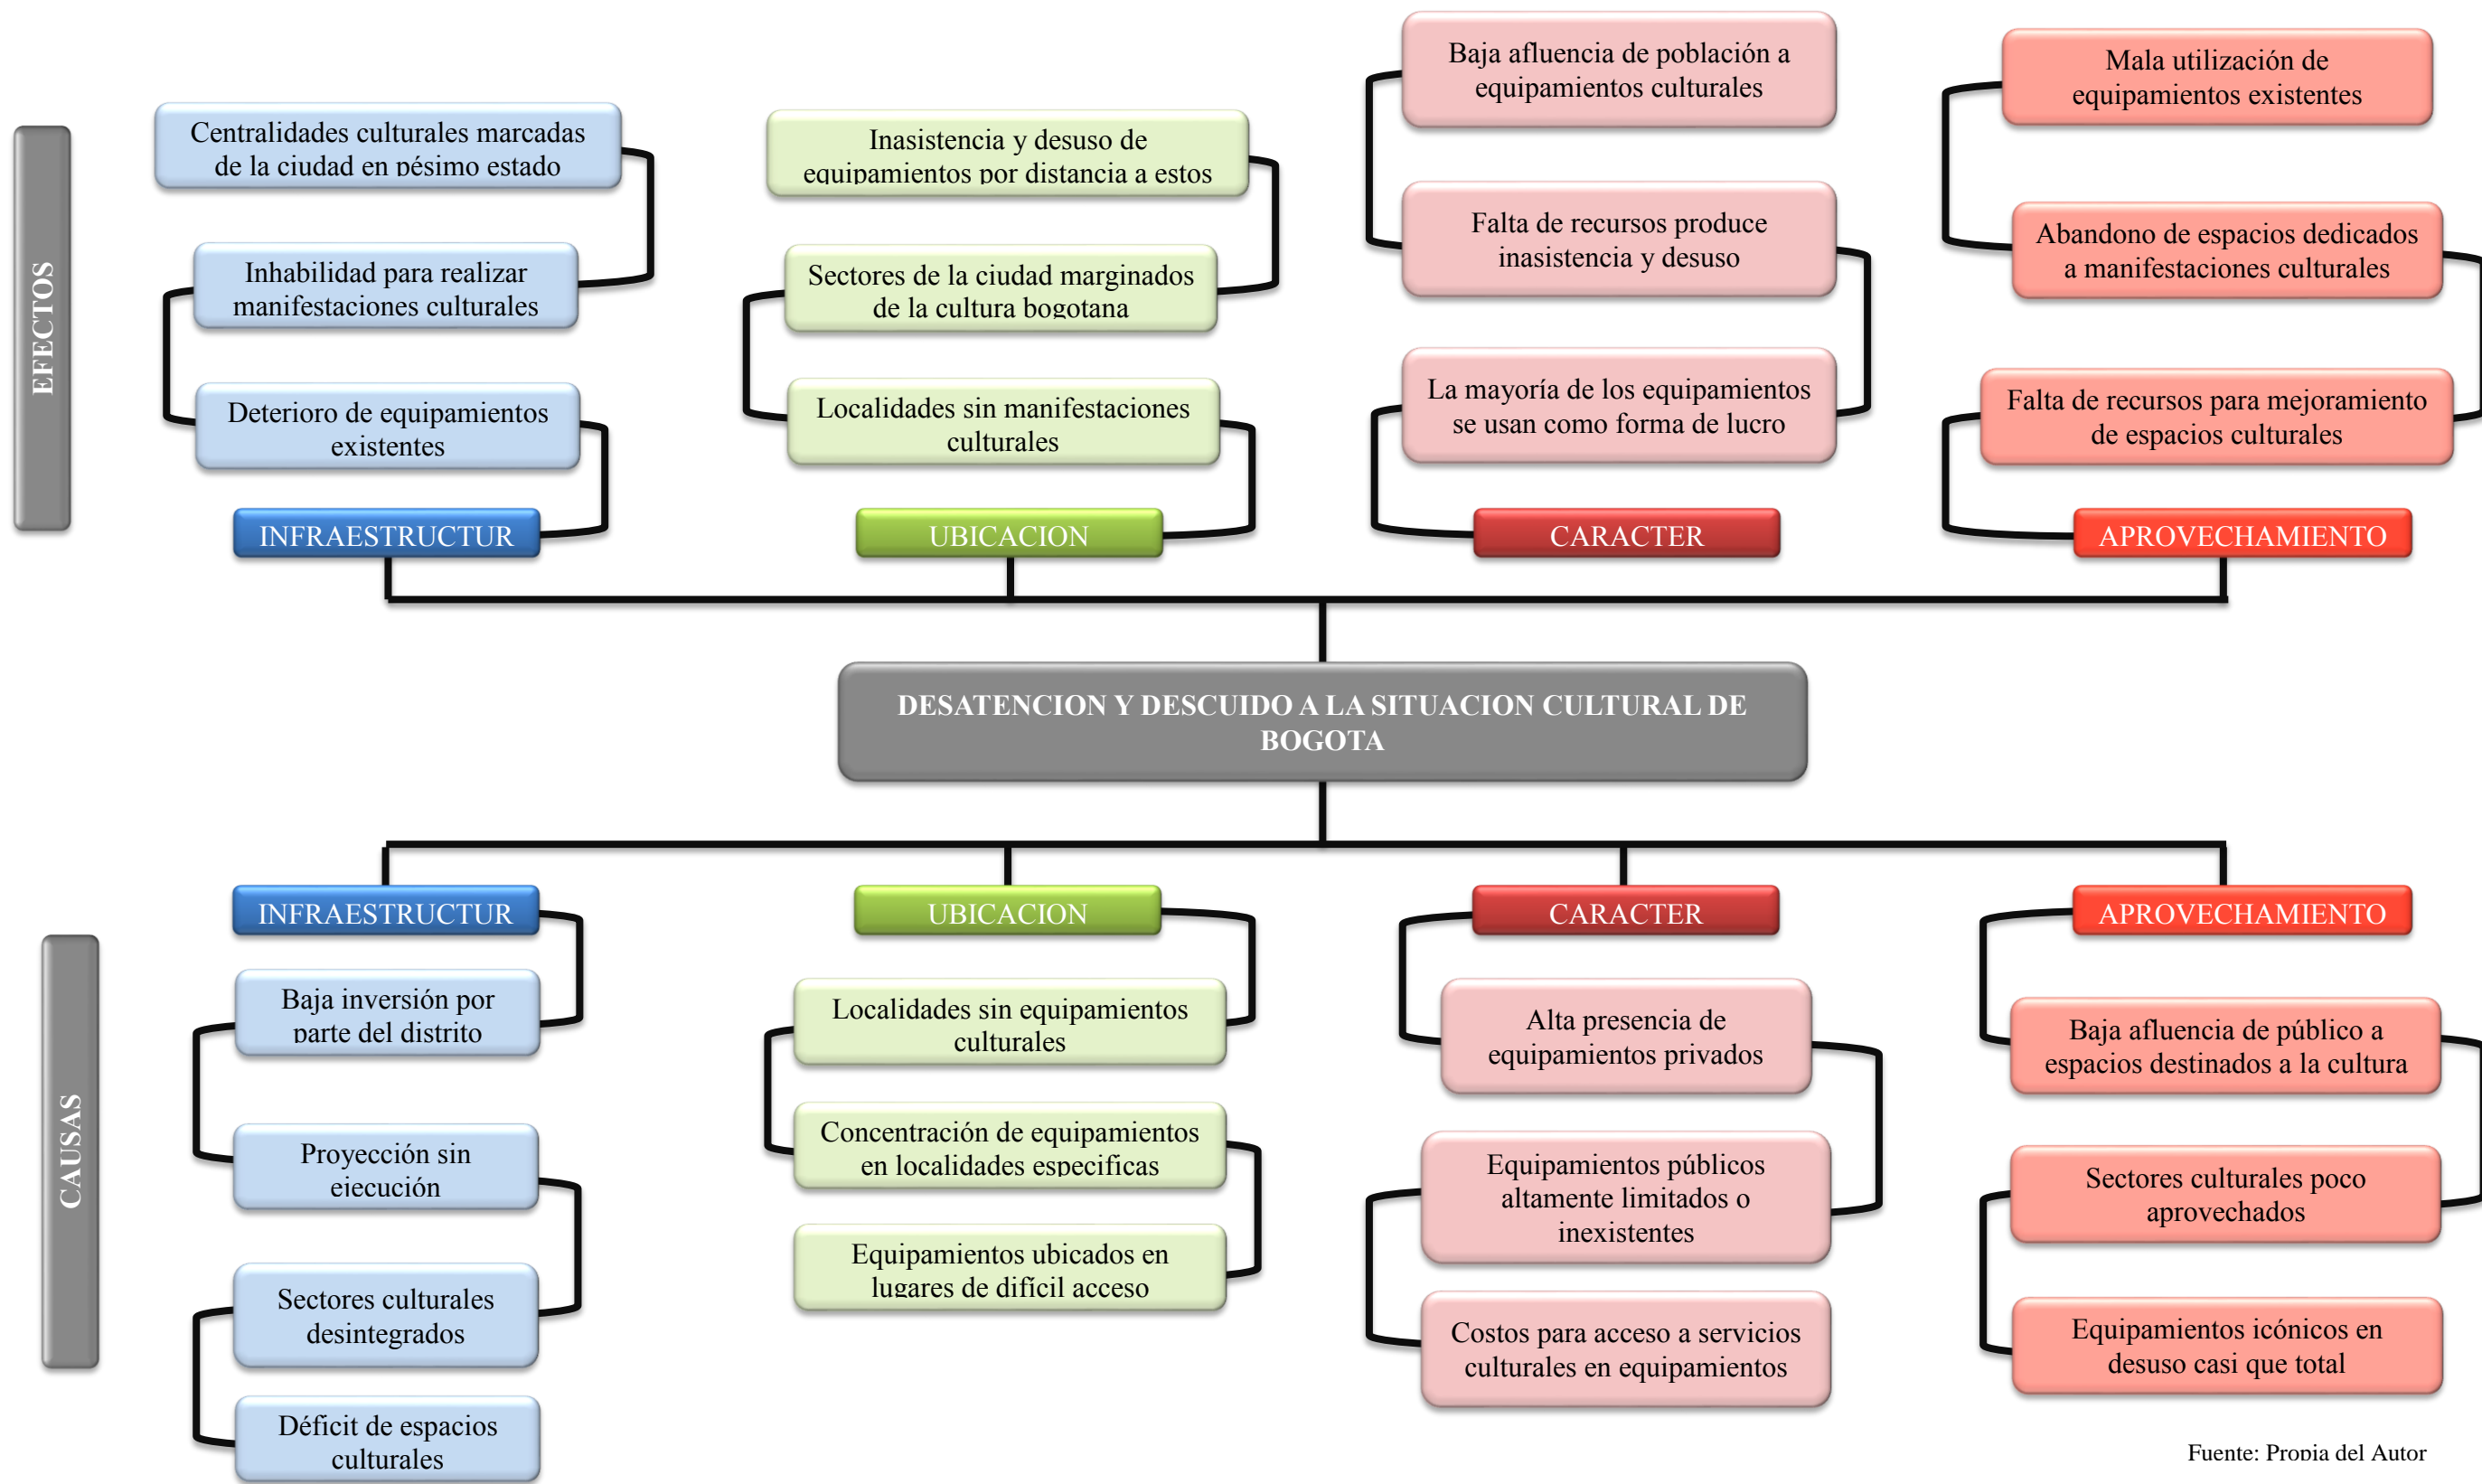 EFECTOS
Centralidades culturales marcadas
de la ciudad en pésimo estado
Inhabilidad para realizar
manifestaciones culturales
Deterioro de equipamientos
existentes
INFRAESTRUCTUR
Inasistencia y desuso de
equipamientos por distancia a estos
Sectores de la ciudad marginados
de la cultura bogotana
Localidades sin manifestaciones
culturales
UBICACION
Baja afluencia de población a
equipamientos culturales
Falta de recursos produce
inasistencia y desuso
La mayoría de los equipamientos
se usan como forma de lucro
CARACTER
Mala utilización de
equipamientos existentes
Abandono de espacios dedicados
a manifestaciones culturales
Falta de recursos para mejoramiento
de espacios culturales
APROVECHAMIENTO
DESATENCION Y DESCUIDO A LA SITUACION CULTURAL DE
BOGOTA
CAUSAS
INFRAESTRUCTUR
Baja inversión por
parte del distrito
Proyección sin
ejecución
Sectores culturales
desintegrados
Déficit de espacios
culturales
UBICACION
Localidades sin equipamientos
culturales
Concentración de equipamientos
en localidades especificas
Equipamientos ubicados en
lugares de difícil acceso
CARACTER
Alta presencia de
equipamientos privados
Equipamientos públicos
altamente limitados o
inexistentes
Costos para acceso a servicios
culturales en equipamientos
APROVECHAMIENTO
Baja afluencia de público a
espacios destinados a la cultura
Sectores culturales poco
aprovechados
Equipamientos icónicos en
desuso casi que total
Fuente: Propia del Autor